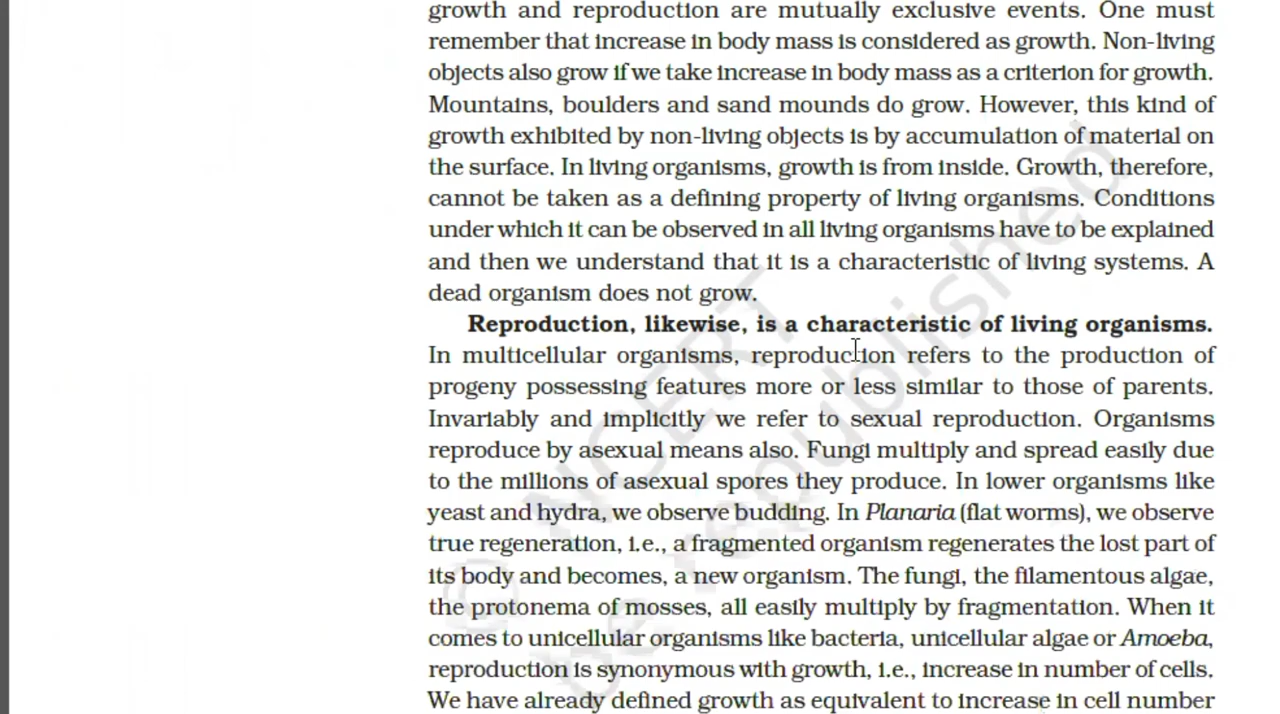 growth and reproduction are mutually exclusive events. One must
remember that increase in body mass is considered as growth. Non-living
objects also grow if we take increase in body mass as a criterion for growth.
Mountains, boulders and sand mounds do grow. However, this kind of
growth exhibited by non-living objects is by accumulation of material on
the surface. In living organisms, growth is from inside. Growth, therefore,
cannot be taken as a defining property of living organisms. Conditions
under which it can be observed in all living organisms have to be explained
and then we understand that it is a characteristic of living systems. A
dead organism does not grow.
Reproduction, likewise, is a characteristic of living organisms.
In multicellular organisms, reproduction refers to the production of
progeny possessing features more or less similar to those of parents.
Invariably and implicitly we refer to sexual reproduction. Organisms
reproduce by asexual means also. Fungi multiply and spread easily due
to the millions of asexual spores they produce. In lower organisms like
yeast and hydra, we observe budding. In Planaria (flat worms), we observe
true regeneration, i.e., a fragmented organism regenerates the lost part of
its body and becomes, a new organism. The fungi, the filamentous algae,
the protonema of mosses, all easily multiply by fragmentation. When it
comes to unicellular organisms like bacteria, unicellular algae or Amoeba,
reproduction is synonymous with growth, i.e., increase in number of cells.
We have already defined growth as equivalent to increase in cell number
© NCERT
be republished